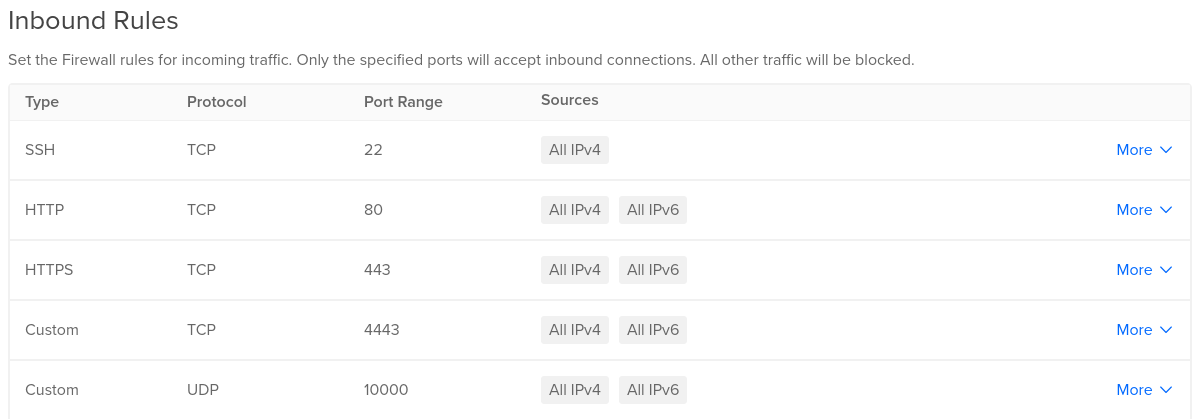 Inbound Rules
Set the Firewall rules for incoming traffic. Only the specified ports will accept inbound connections. All other traffic will be blocked.
Type Protocol Port Range Sources
SSH TCP 22 All IPv4 More
HTTP TCP 80 All IPv4 All IPv6 More
HTTPS TCP 443 All IPv4 All IPv6 More
Custom TCP 4443 All IPv4 All IPv6 More
Custom UDP 10000 All IPv4 All IPv6 More